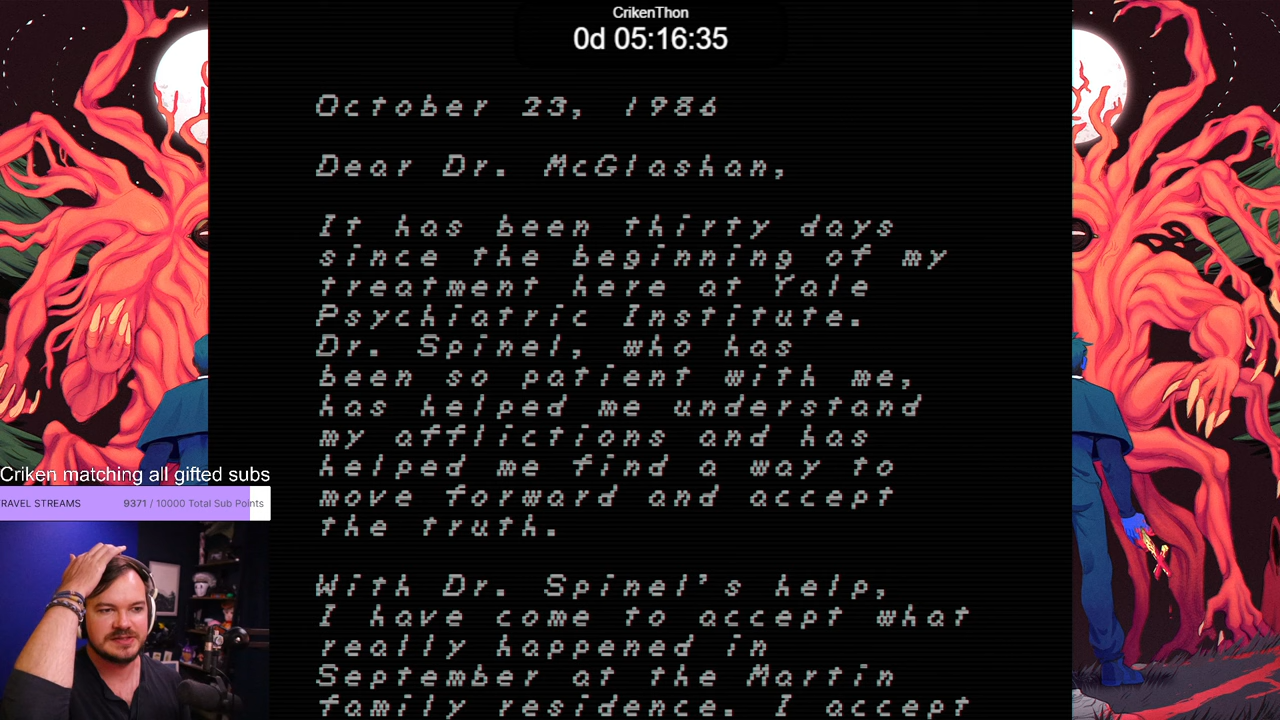 CrikenThon
0d 05:16:35
October 23, 1986
Dear Dr. McGlashan,
It has been thirty days
since the beginning of my
treatment here at Yale
Psychiatric Institute.
Dr. Spinel, who has
been so patient with me,
has helped me understand
my afflictions and has
helped me find a way to
move forward and accept
the truth.
With Dr. Spinel's help,
I have come to accept what
really happened in
September at the Martin
family residence. I accept
Criken matching all gifted subs
RAVEL STREAMS 9371 / 10000 Total Sub Points